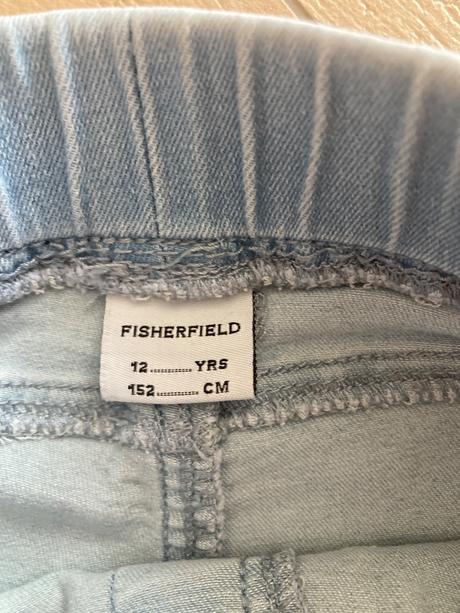 FISHERFIELD
12............ YRS
152............ CM